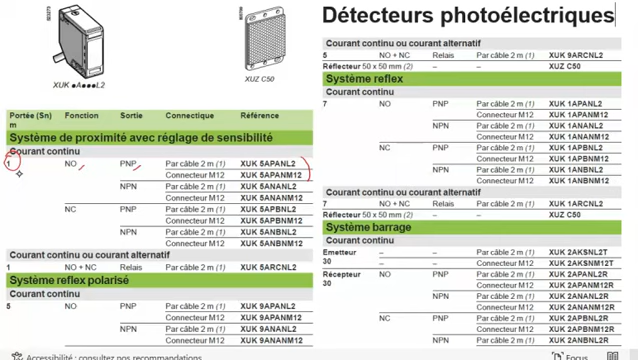 Détecteurs photoélectriques
XUK ●A●●●L2
XUZ C50
Portée (Sn) Fonction Sortie Connectique Référence
m
Système de proximité avec réglage de sensibilité
Courant continu
1 NO PNP Par câble 2 m (1) XUK 5APANL2
Connecteur M12 XUK 5APANM12
NPN Par câble 2 m (1) XUK 5ANANL2
Connecteur M12 XUK 5ANANM12
NC PNP Par câble 2 m (1) XUK 5APBNL2
Connecteur M12 XUK 5APBNM12
NPN Par câble 2 m (1) XUK 5ANBNL2
Connecteur M12 XUK 5ANBNM12
Courant continu ou courant alternatif
1 NO + NC Relais Par câble 2 m (1) XUK 5ARCNL2
Système reflex polarisé
Courant continu
5 NO PNP Par câble 2 m (1) XUK 9APANL2
Connecteur M12 XUK 9APANM12
NPN Par câble 2 m (1) XUK 9ANANL2
Connecteur M12 XUK 9ANANM12
Courant continu ou courant alternatif
5 NO + NC Relais Par câble 2 m (1) XUK 9ARCNL2
Réflecteur 50 x 50 mm (2) – – XUZ C50
Système reflex
Courant continu
7 NO PNP Par câble 2 m (1) XUK 1APANL2
Connecteur M12 XUK 1APANM12
NPN Par câble 2 m (1) XUK 1ANANL2
Connecteur M12 XUK 1ANANM12
NC PNP Par câble 2 m (1) XUK 1APBNL2
Connecteur M12 XUK 1APBNM12
NPN Par câble 2 m (1) XUK 1ANBNL2
Connecteur M12 XUK 1ANBNM12
Courant continu ou courant alternatif
7 NO + NC Relais Par câble 2 m (1) XUK 1ARCNL2
Réflecteur 50 x 50 mm (2) – – XUZ C50
Système barrage
Courant continu
Emetteur – – Par câble 2 m (1) XUK 2AKSNL2T
30 – – Connecteur M12 XUK 2AKSNM12T
Récepteur NO PNP Par câble 2 m (1) XUK 2APANL2R
30 Connecteur M12 XUK 2APANM12R
NPN Par câble 2 m (1) XUK 2ANANL2R
Connecteur M12 XUK 2ANANM12R
NC PNP Par câble 2 m (1) XUK 2APBNL2R
Connecteur M12 XUK 2APBNM12R
NPN Par câble 2 m (1) XUK 2ANBNL2R
Accessibilité : consultez nos recommandations
Focus